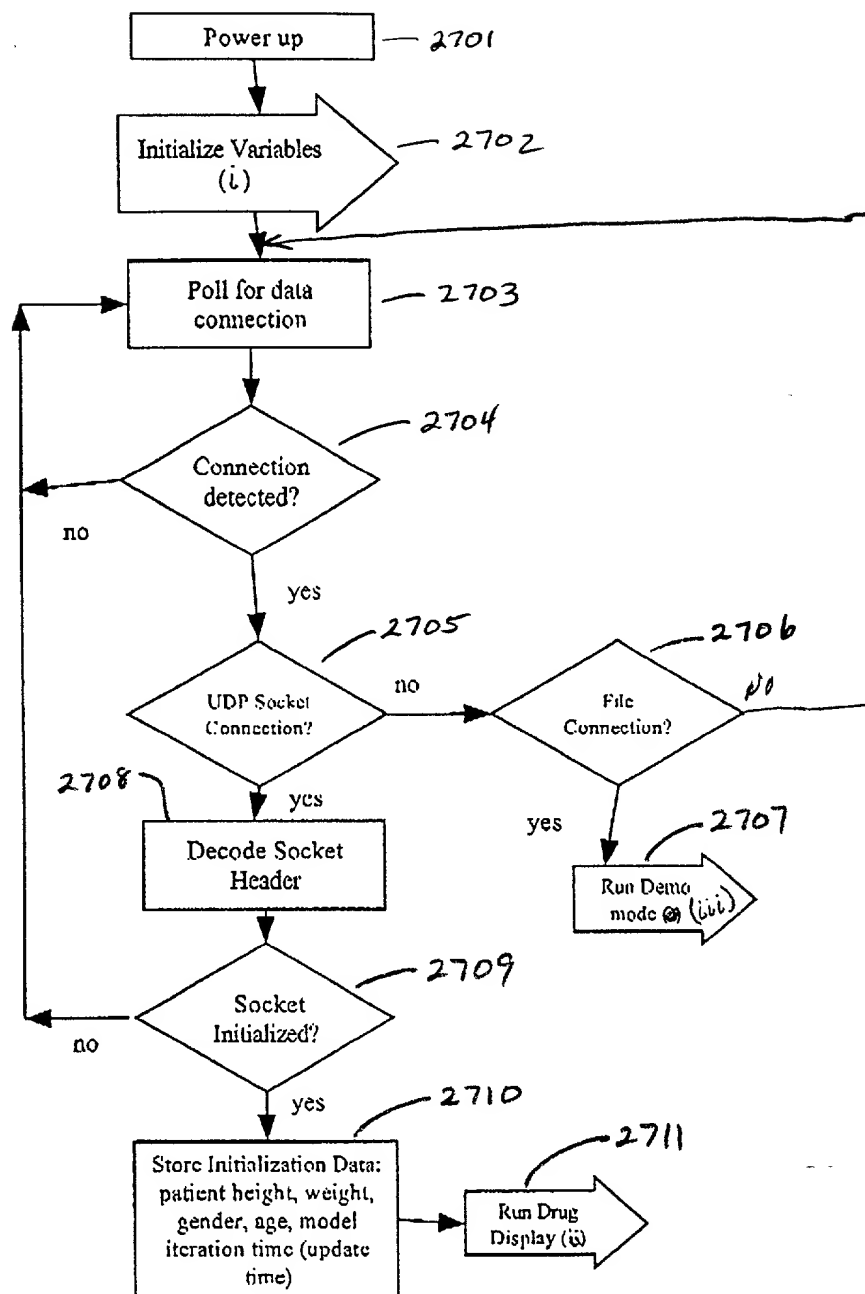 Power up
2701
Initialize Variables
(i)
2702
Poll for data
connection
2703
2704
Connection
detected?
no
yes
2705
UDP Socket
Connection?
no
2706
File
Connection?
No
yes
2708
Decode Socket
Header
yes
2707
Run Demo
mode (iii)
2709
Socket
Initialized?
no
yes
2710
Store Initialization Data:
patient height, weight,
gender, age, model
iteration time (update
time)
2711
Run Drug
Display (ii)